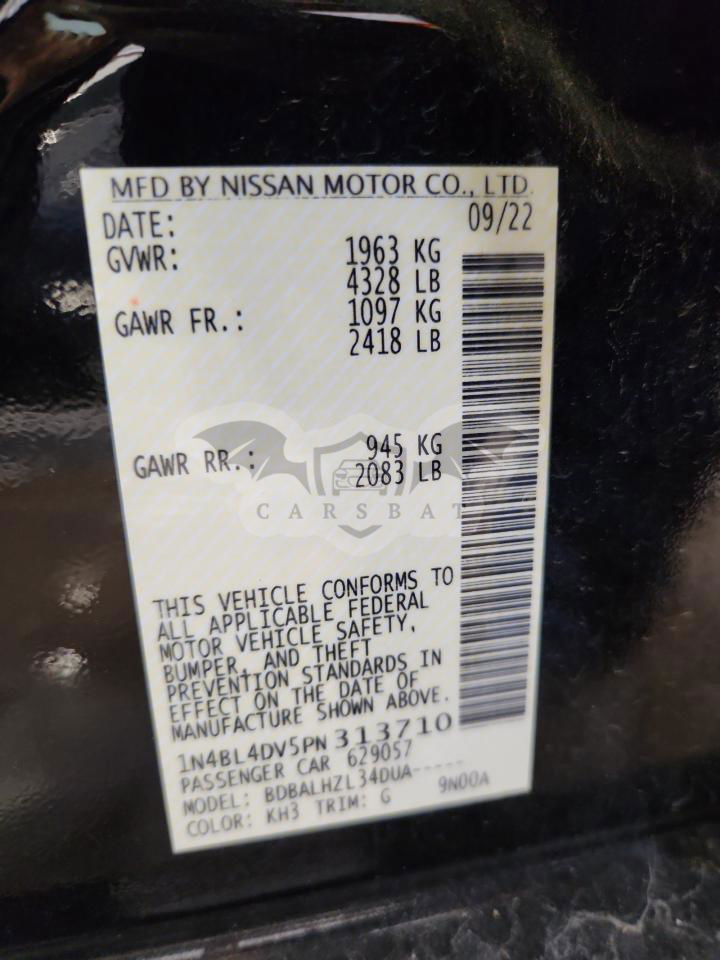 MFD BY NISSAN MOTOR CO., LTD.
DATE: 09/22
GVWR: 1963 KG
4328 LB
GAWR FR.: 1097 KG
2418 LB
GAWR RR.: 945 KG
2083 LB
CARSBAT
THIS VEHICLE CONFORMS TO
ALL APPLICABLE FEDERAL
MOTOR VEHICLE SAFETY,
BUMPER, AND THEFT
PREVENTION STANDARDS IN
EFFECT ON THE DATE OF
MANUFACTURE SHOWN ABOVE.
1N4BL4DV5PN313710
PASSENGER CAR 629057
MODEL: BDBALHZL34DUA-----
COLOR: KH3 TRIM: G 9N00A